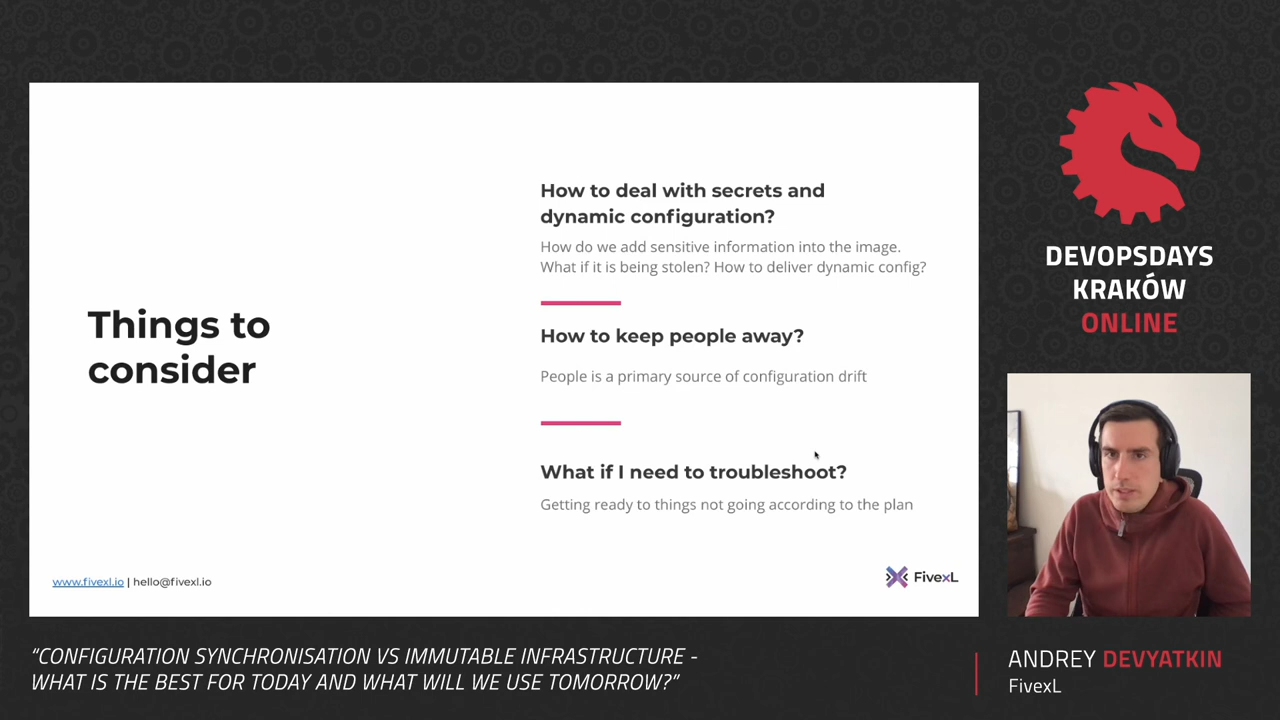 Things to
consider
How to deal with secrets and
dynamic configuration?
How do we add sensitive information into the image.
What if it is being stolen? How to deliver dynamic config?
How to keep people away?
People is a primary source of configuration drift
What if I need to troubleshoot?
Getting ready to things not going according to the plan
www.fivexl.io | hello@fivexl.io
FivexL
DEVOPSDAYS
KRAKÓW
ONLINE
“CONFIGURATION SYNCHRONISATION VS IMMUTABLE INFRASTRUCTURE -
WHAT IS THE BEST FOR TODAY AND WHAT WILL WE USE TOMORROW?”
ANDREY DEVYATKIN
FivexL